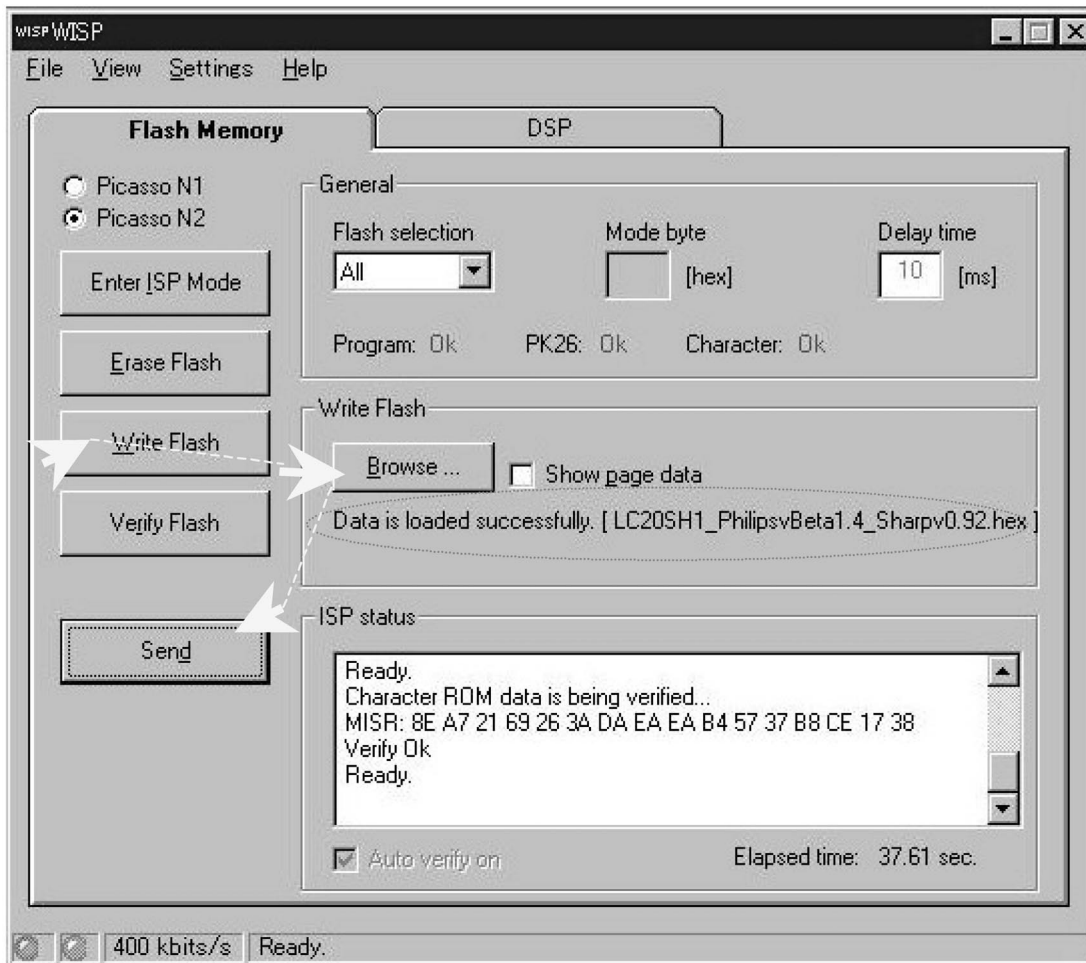 WISP WISP
File View Settings Help
Flash Memory
DSP
Picasso N1
Picasso N2
Enter ISP Mode
Erase Flash
Write Flash
Verify Flash
Send
General
Flash selection Mode byte Delay time
All [hex] 10 [ms]
Program: Ok PK26: Ok Character: Ok
Write Flash
Browse ... Show page data
Data is loaded successfully. [ LC20SH1_PhilipsvBeta1.4_Sharpv0.92.hex ]
ISP status
Ready.
Character ROM data is being verified...
MISR: 8E A7 21 69 26 3A DA EA EA B4 57 37 B8 CE 17 38
Verify Ok
Ready.
Auto verify on Elapsed time: 37.61 sec.
400 kbits/s Ready.